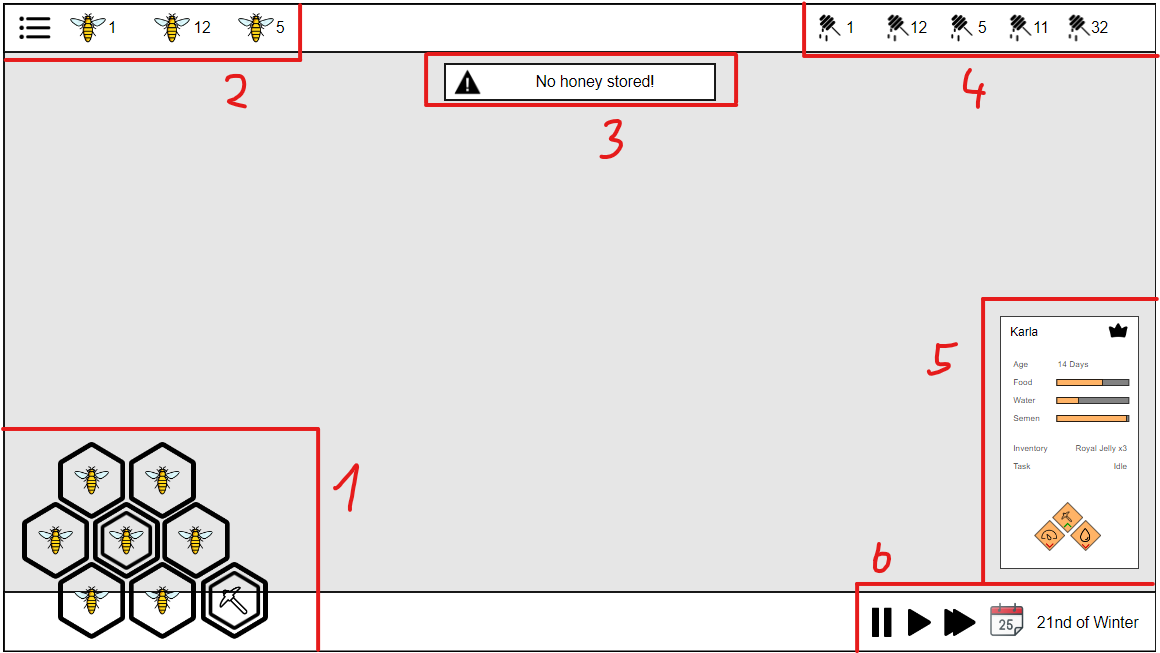 1 12 5
1 12 5 11 32
No honey stored!
2
3
4
5
Karla
Age 14 Days
Food
Water
Semen
Inventory Royal Jelly x3
Task Idle
1
6
25 21nd of Winter